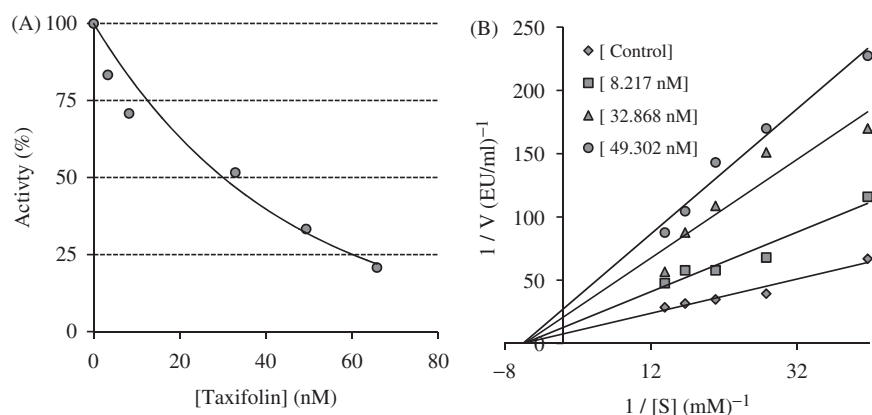 (A)
100
75
50
25
0
Activty (%)
0 20 40 60 80
[Taxifolin] (nM)
(B)
250
200
150
100
50
0
1 / V (EU/ml)⁻¹
[ Control]
[ 8.217 nM]
[ 32.868 nM]
[ 49.302 nM]
−8 12 32
1 / [S] (mM)⁻¹